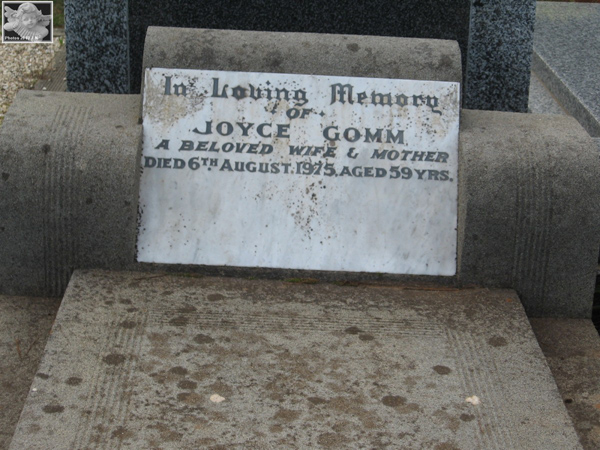 In Loving Memory
OF
JOYCE GOMM
A BELOVED WIFE & MOTHER
DIED 6TH AUGUST. 1975, AGED 59 YRS.